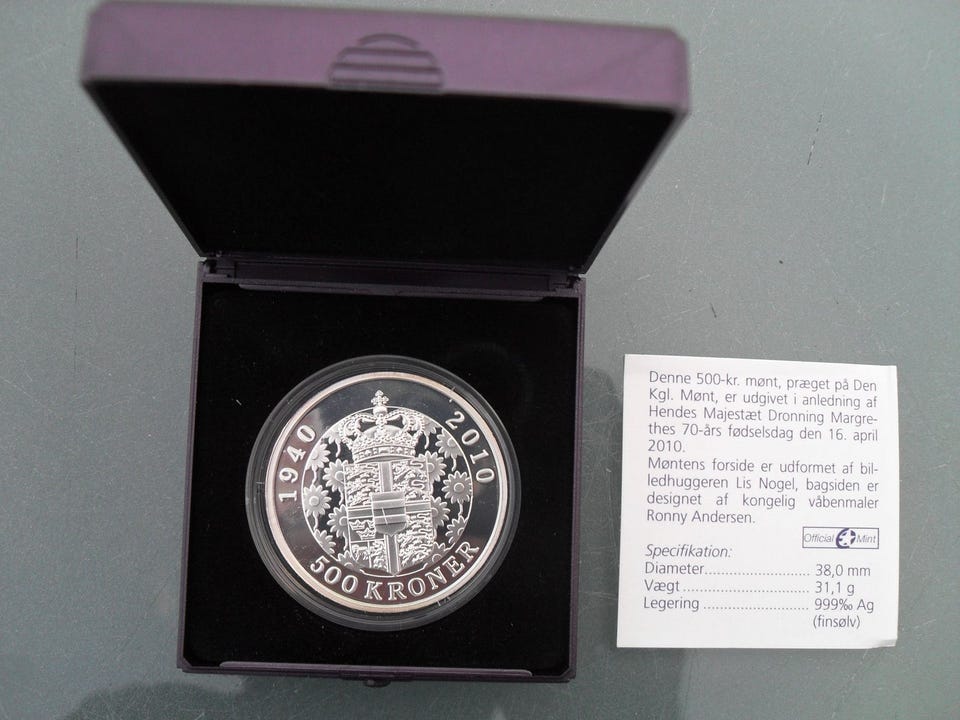 1940
2010
500 KRONER
Denne 500-kr. mønt, præget på Den
Kgl. Mønt, er udgivet i anledning af
Hendes Majestæt Dronning Margre-
thes 70-års fødselsdag den 16. april
2010.
Møntens forside er udformet af bil-
ledhuggeren Lis Nogel, bagsiden er
designet af kongelig våbenmaler
Ronny Andersen.
Official Mint
Specifikation:
Diameter.......................... 38,0 mm
Vægt................................ 31,1 g
Legering .......................... 999‰ Ag
(finsølv)